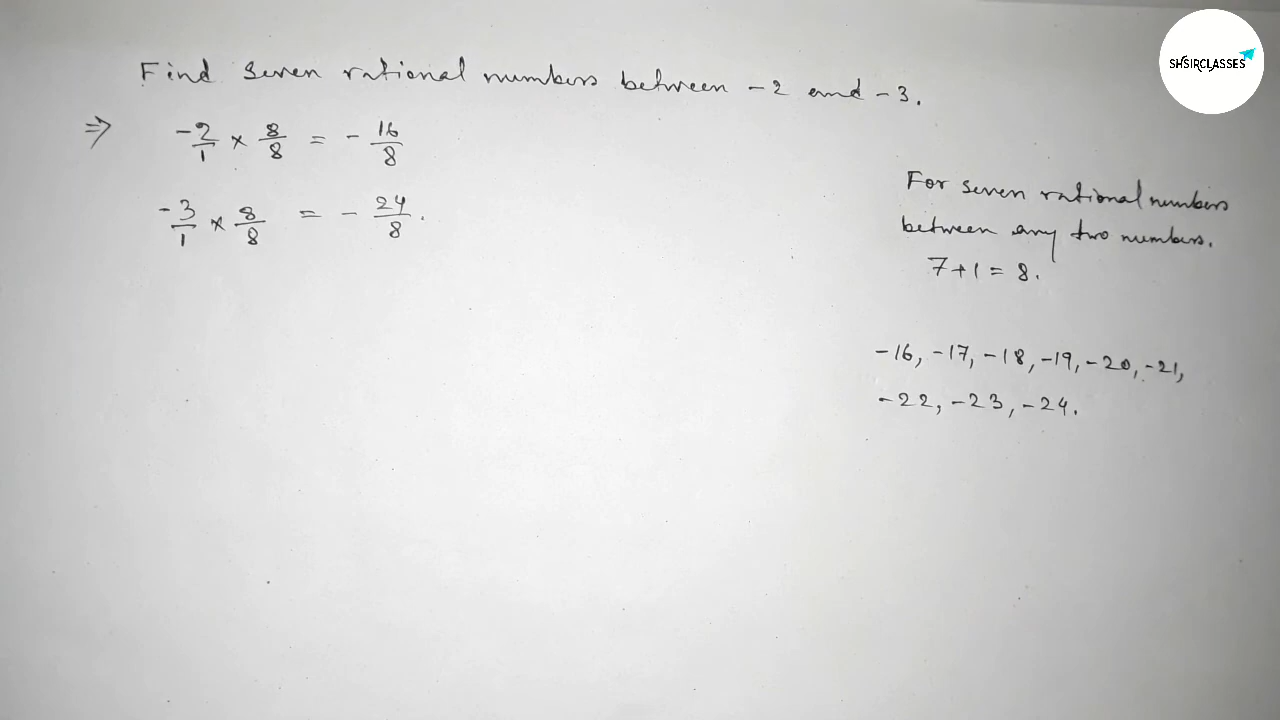 Find seven rational numbers between -2 and -3.
⇒ -2/1 × 8/8 = - 16/8
-3/1 × 8/8 = - 24/8.
For seven rational numbers
between any two numbers.
7+1 = 8.
-16, -17, -18, -19, -20, -21,
-22, -23, -24.
SHSIRCLASSES